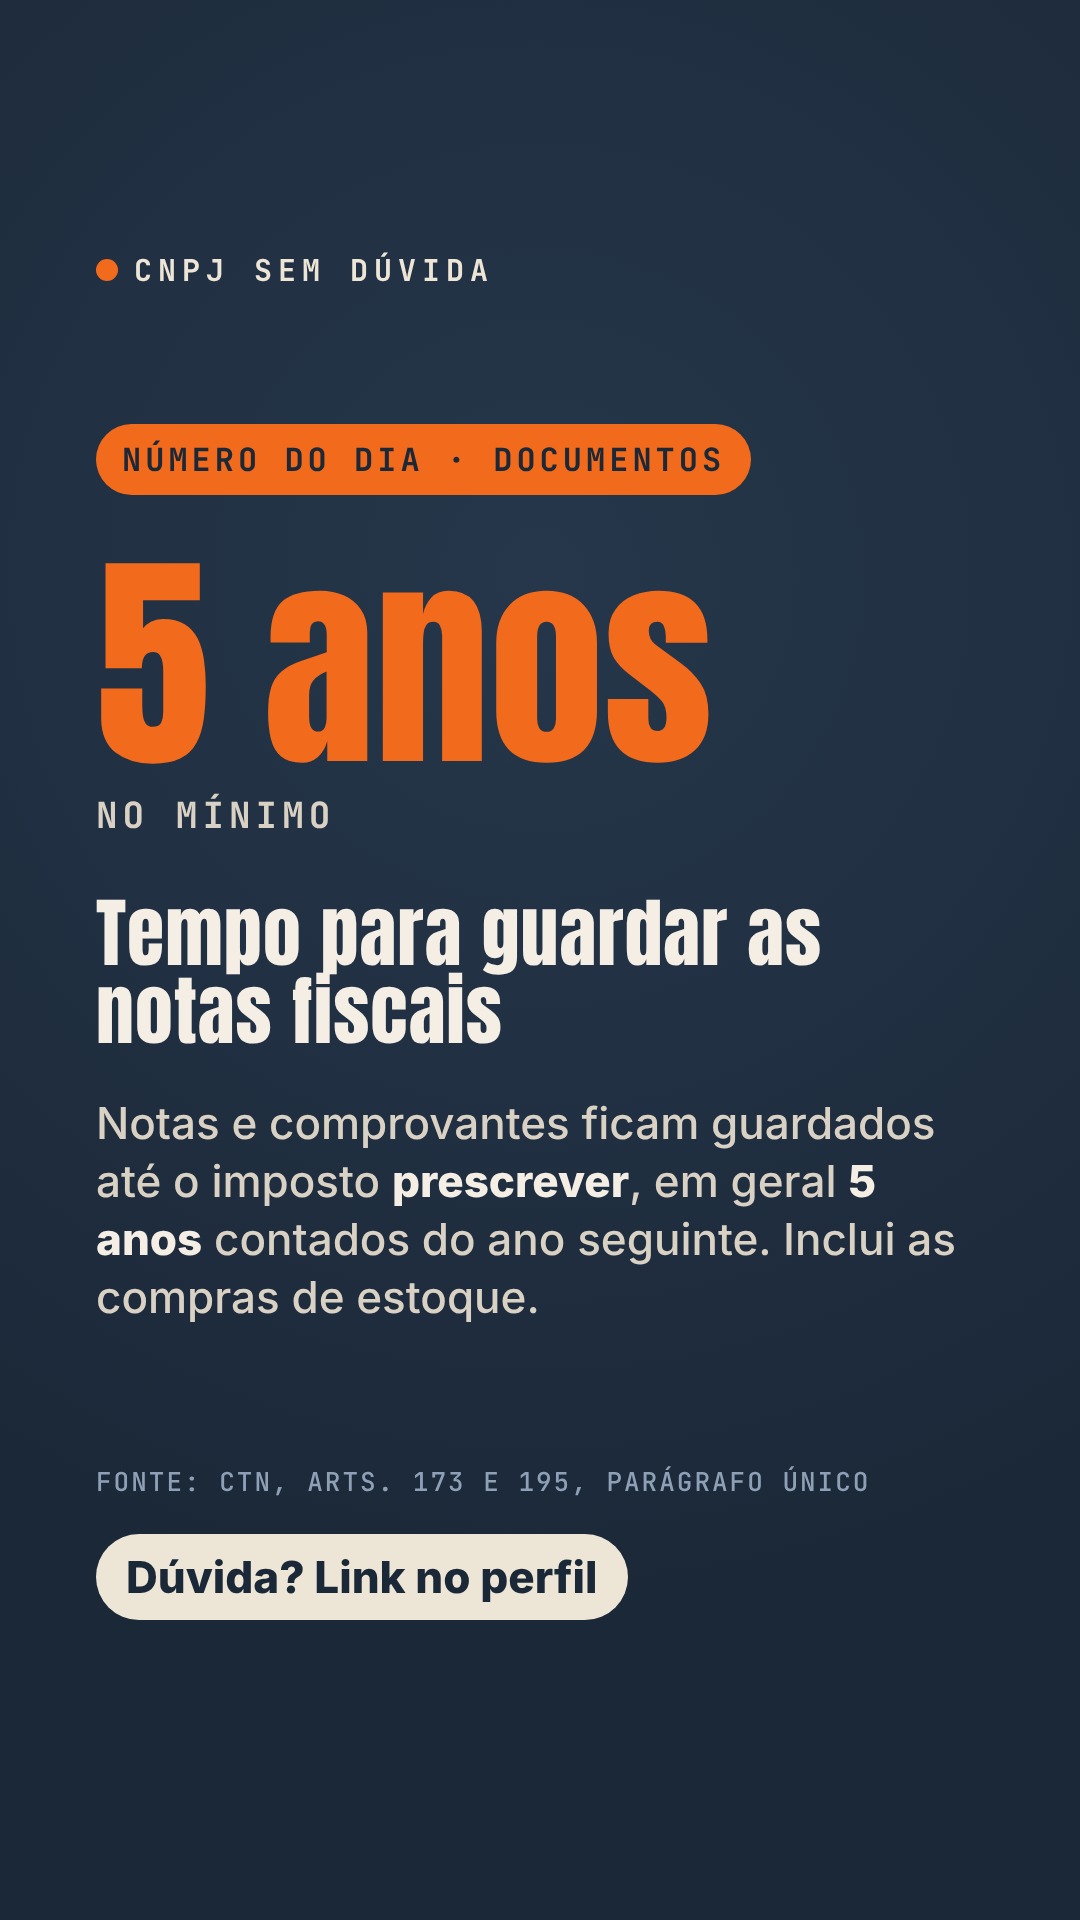 CNPJ SEM DÚVIDA
NÚMERO DO DIA · DOCUMENTOS
5 anos
NO MÍNIMO
Tempo para guardar as
notas fiscais
Notas e comprovantes ficam guardados
até o imposto prescrever, em geral 5
anos contados do ano seguinte. Inclui as
compras de estoque.
FONTE: CTN, ARTS. 173 E 195, PARÁGRAFO ÚNICO
Dúvida? Link no perfil